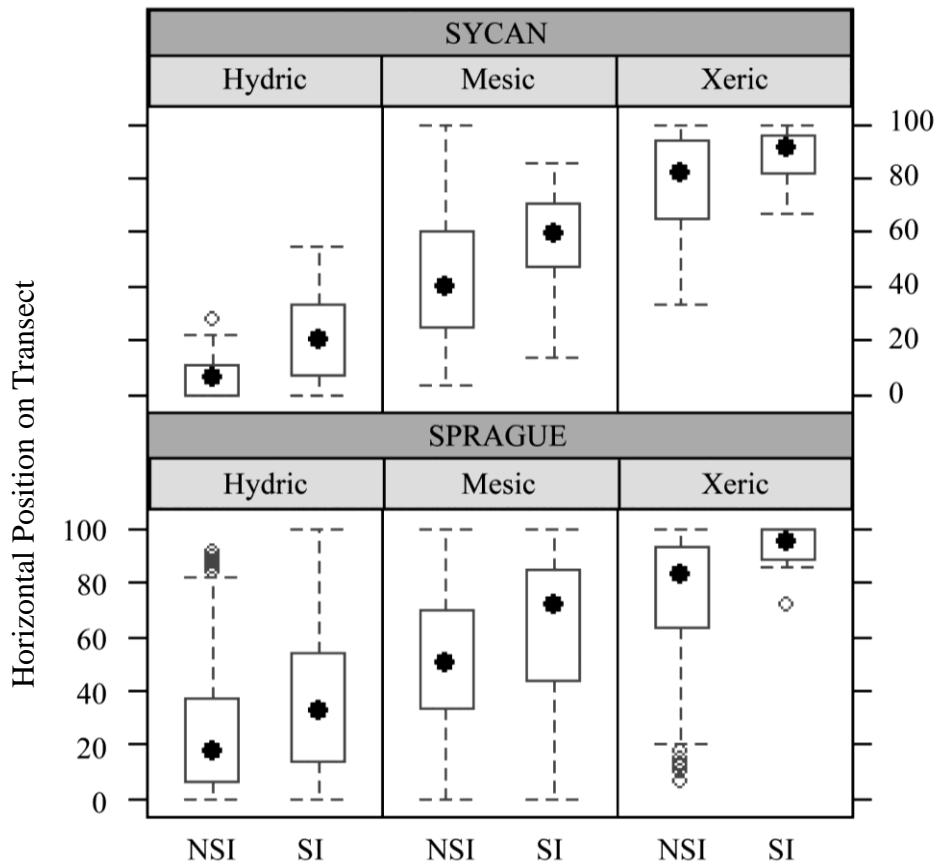 SYCAN
Hydric Mesic Xeric
100
80
60
40
20
0
Horizontal Position on Transect
SPRAGUE
Hydric Mesic Xeric
100
80
60
40
20
0
NSI SI NSI SI NSI SI